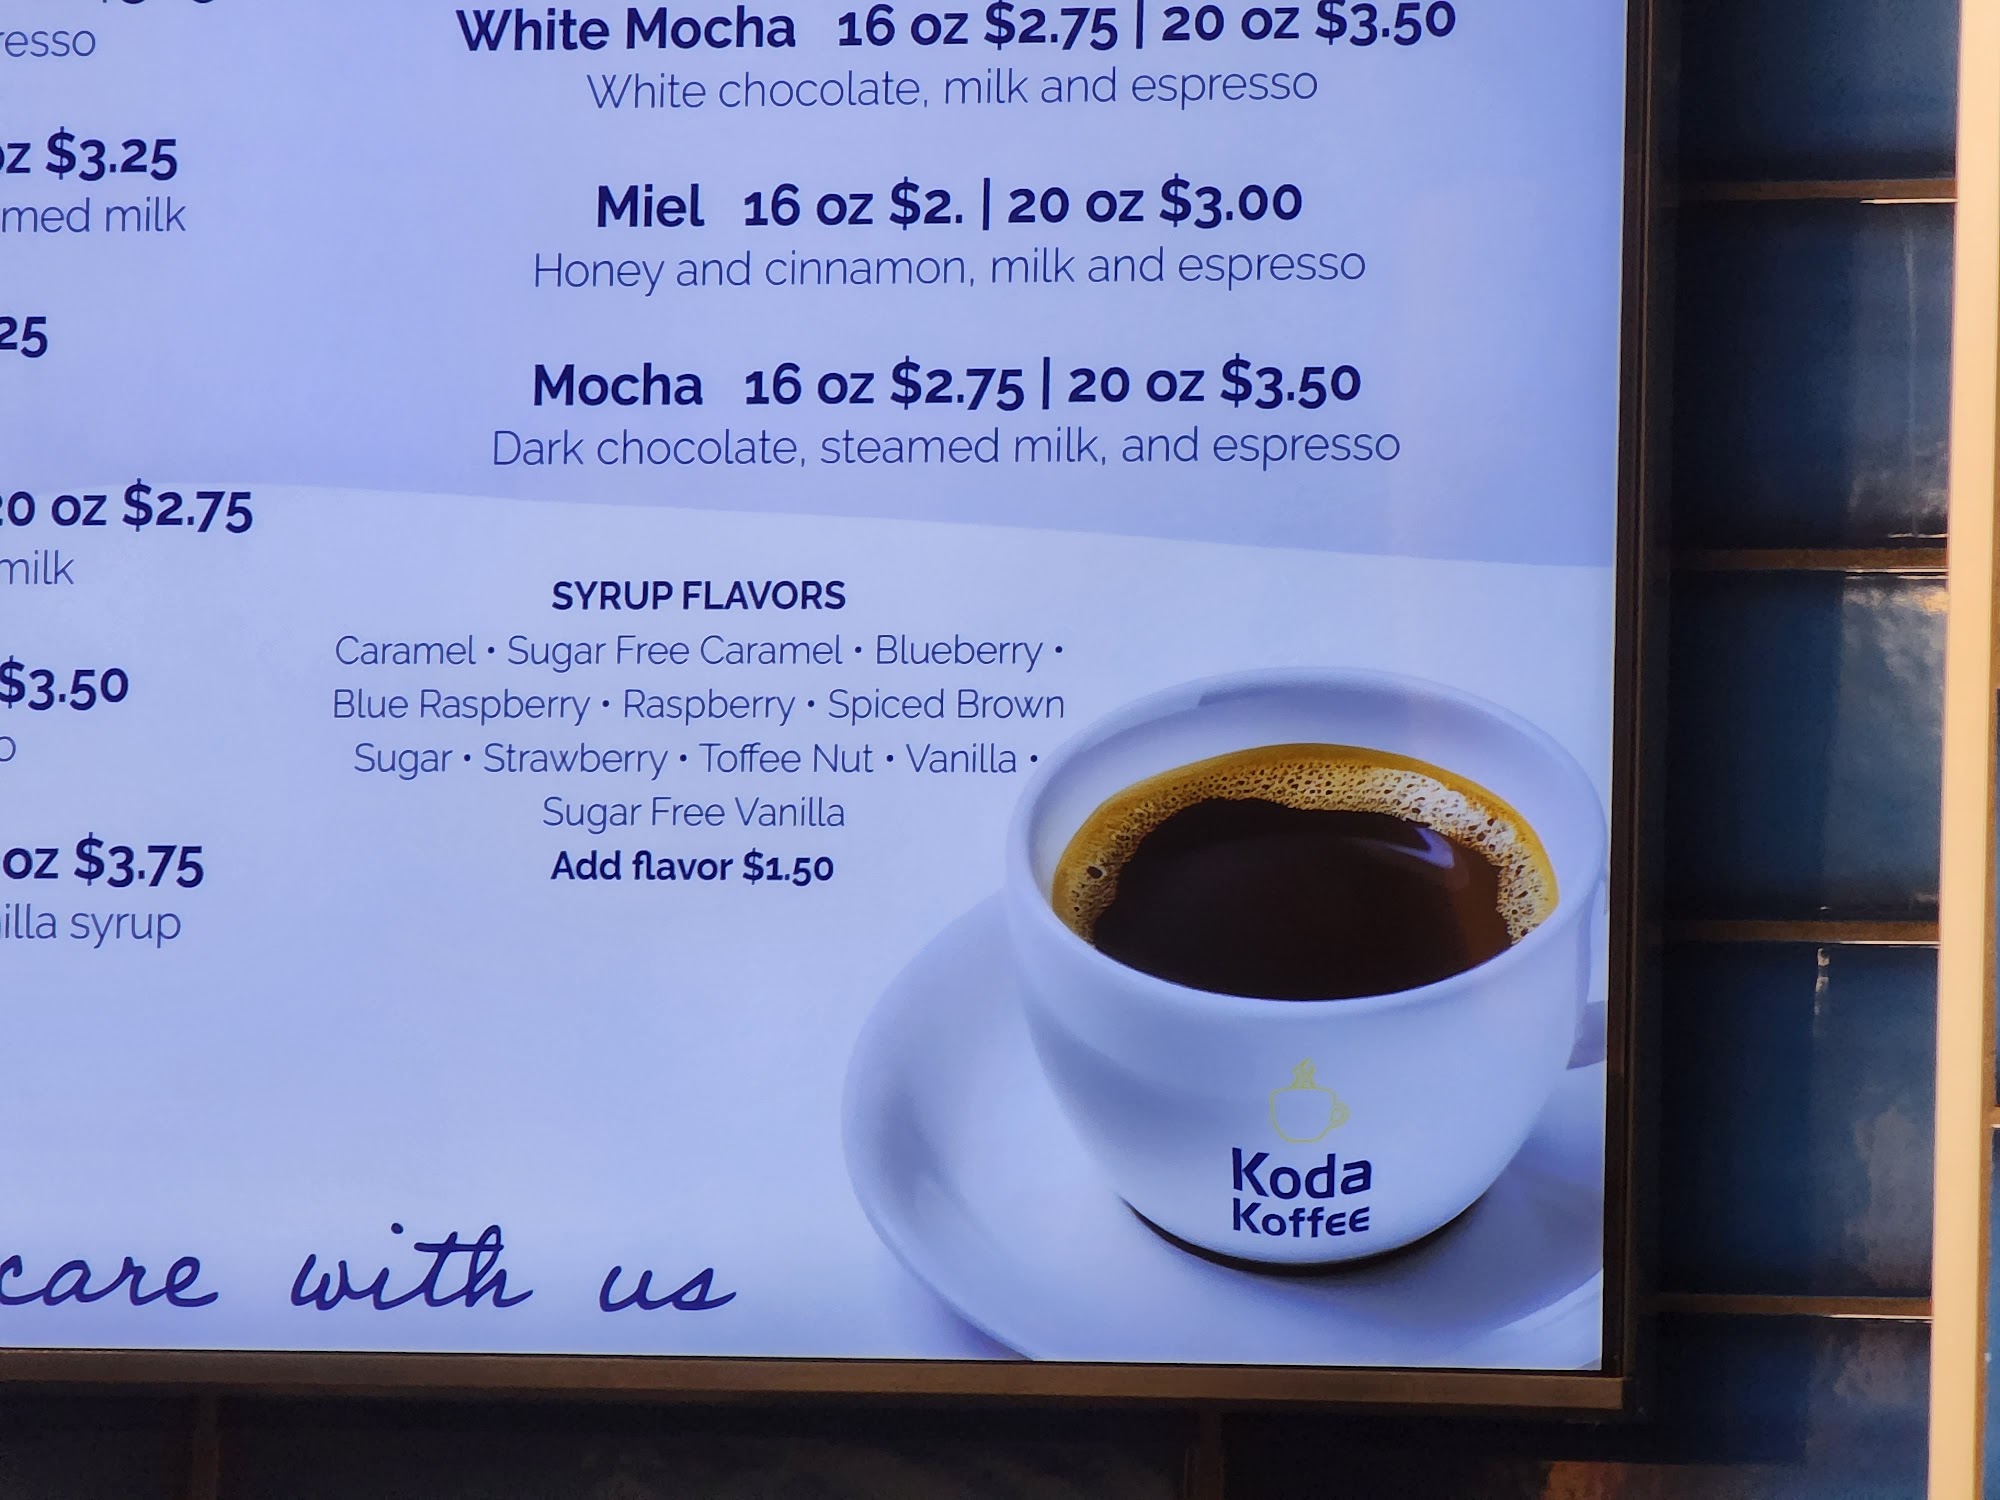 resso
oz $3.25
med milk
25
20 oz $2.75
milk
$3.50
o
oz $3.75
illa syrup
White Mocha 16 oz $2.75 | 20 oz $3.50
White chocolate, milk and espresso
Miel 16 oz $2. | 20 oz $3.00
Honey and cinnamon, milk and espresso
Mocha 16 oz $2.75 | 20 oz $3.50
Dark chocolate, steamed milk, and espresso
SYRUP FLAVORS
Caramel • Sugar Free Caramel • Blueberry •
Blue Raspberry • Raspberry • Spiced Brown
Sugar • Strawberry • Toffee Nut • Vanilla •
Sugar Free Vanilla
Add flavor $1.50
care with us
Koda
Koffee